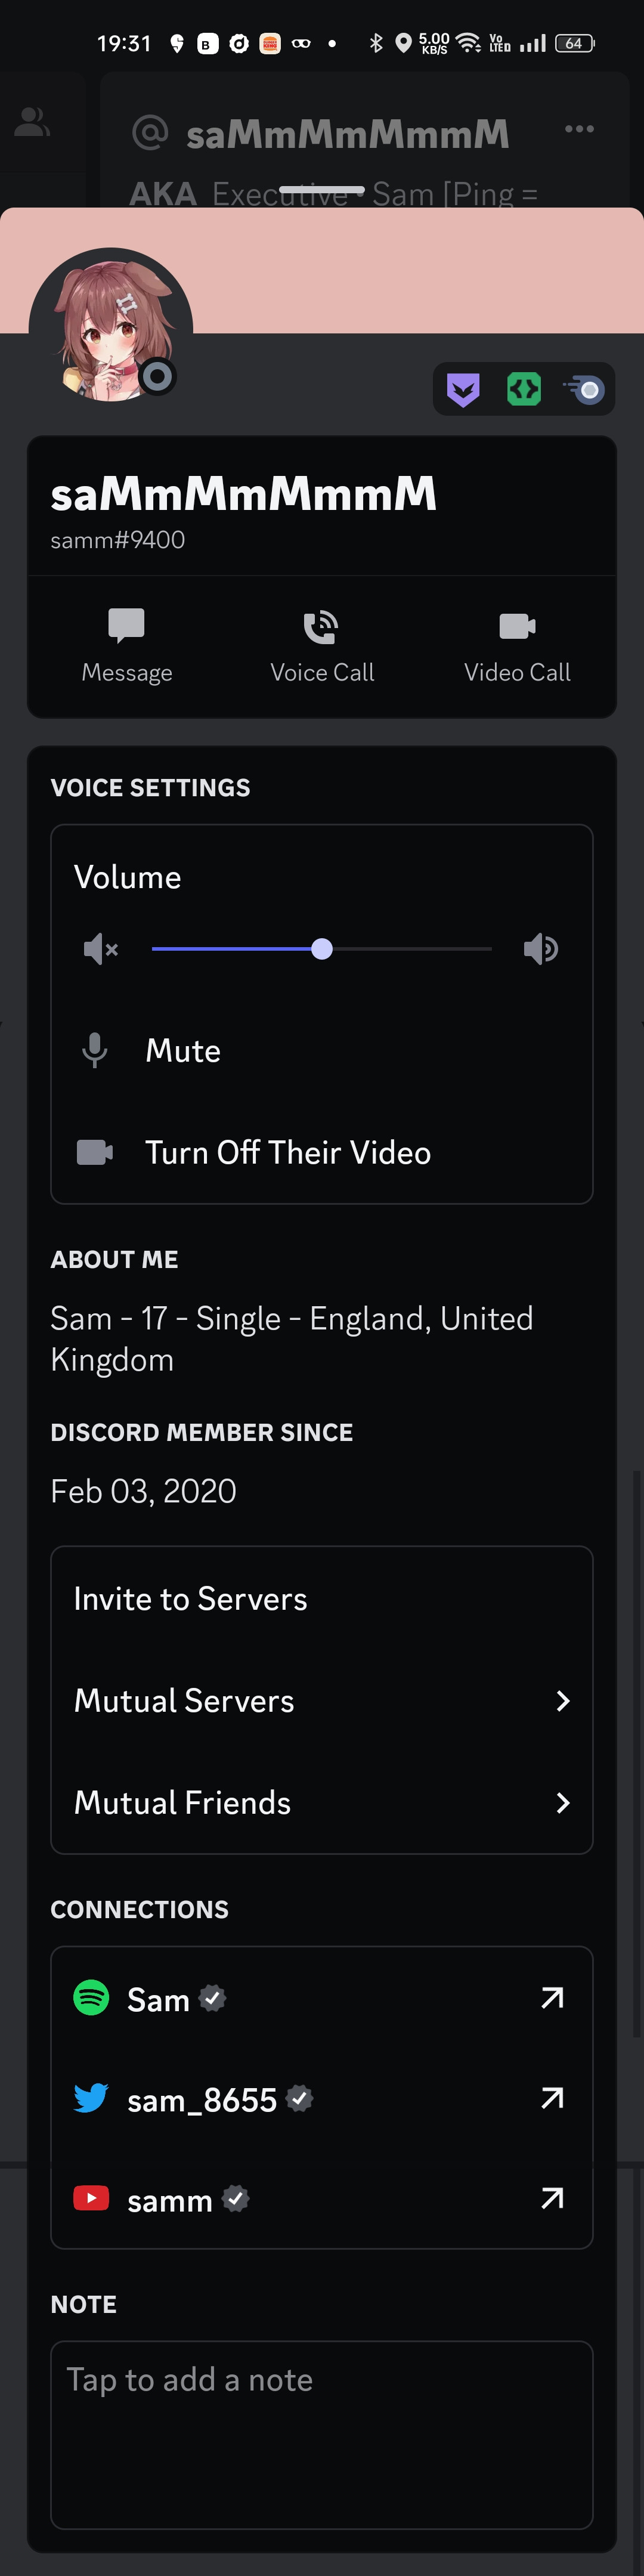 19:31
B
5.00
KB/S
Vo
LTED
64
saMmMmMmmM
AKA Executive • Sam [Ping =
saMmMmMmmM
samm#9400
Message
Voice Call
Video Call
VOICE SETTINGS
Volume
Mute
Turn Off Their Video
ABOUT ME
Sam - 17 - Single - England, United
Kingdom
DISCORD MEMBER SINCE
Feb 03, 2020
Invite to Servers
Mutual Servers
Mutual Friends
CONNECTIONS
Sam
sam_8655
samm
NOTE
Tap to add a note